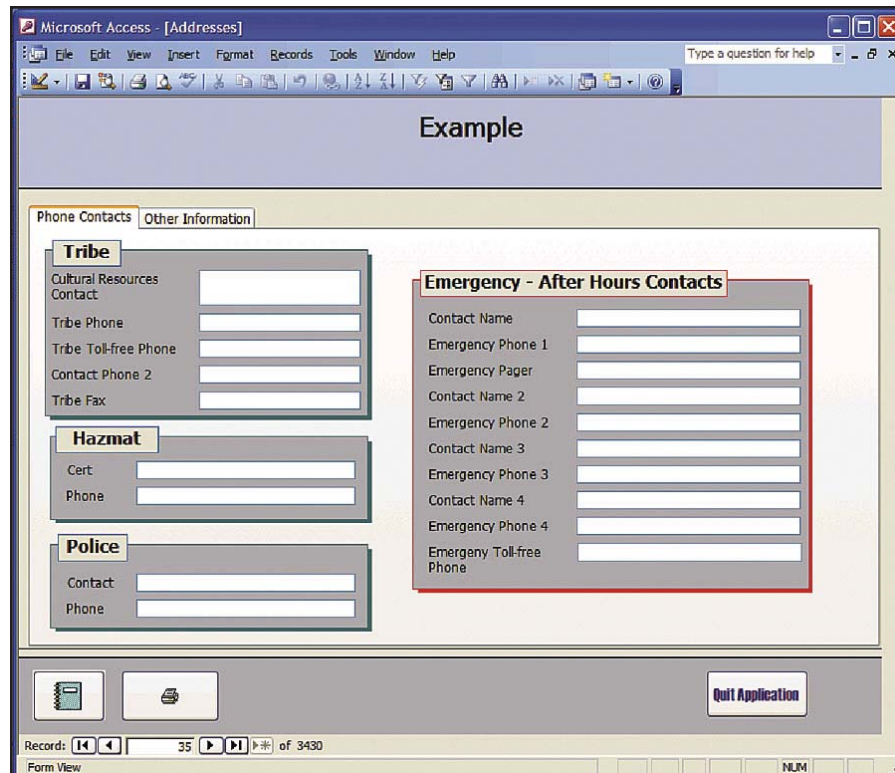 Microsoft Access - [Addresses]
File Edit View Insert Format Records Tools Window Help Type a question for help
Example
Phone Contacts Other Information
Tribe
Cultural Resources
Contact
Tribe Phone
Tribe Toll-free Phone
Contact Phone 2
Tribe Fax
Hazmat
Cert
Phone
Police
Contact
Phone
Emergency - After Hours Contacts
Contact Name
Emergency Phone 1
Emergency Pager
Contact Name 2
Emergency Phone 2
Contact Name 3
Emergency Phone 3
Contact Name 4
Emergency Phone 4
Emergeny Toll-free
Phone
Quit Application
Record: 35 of 3430
Form View NUM